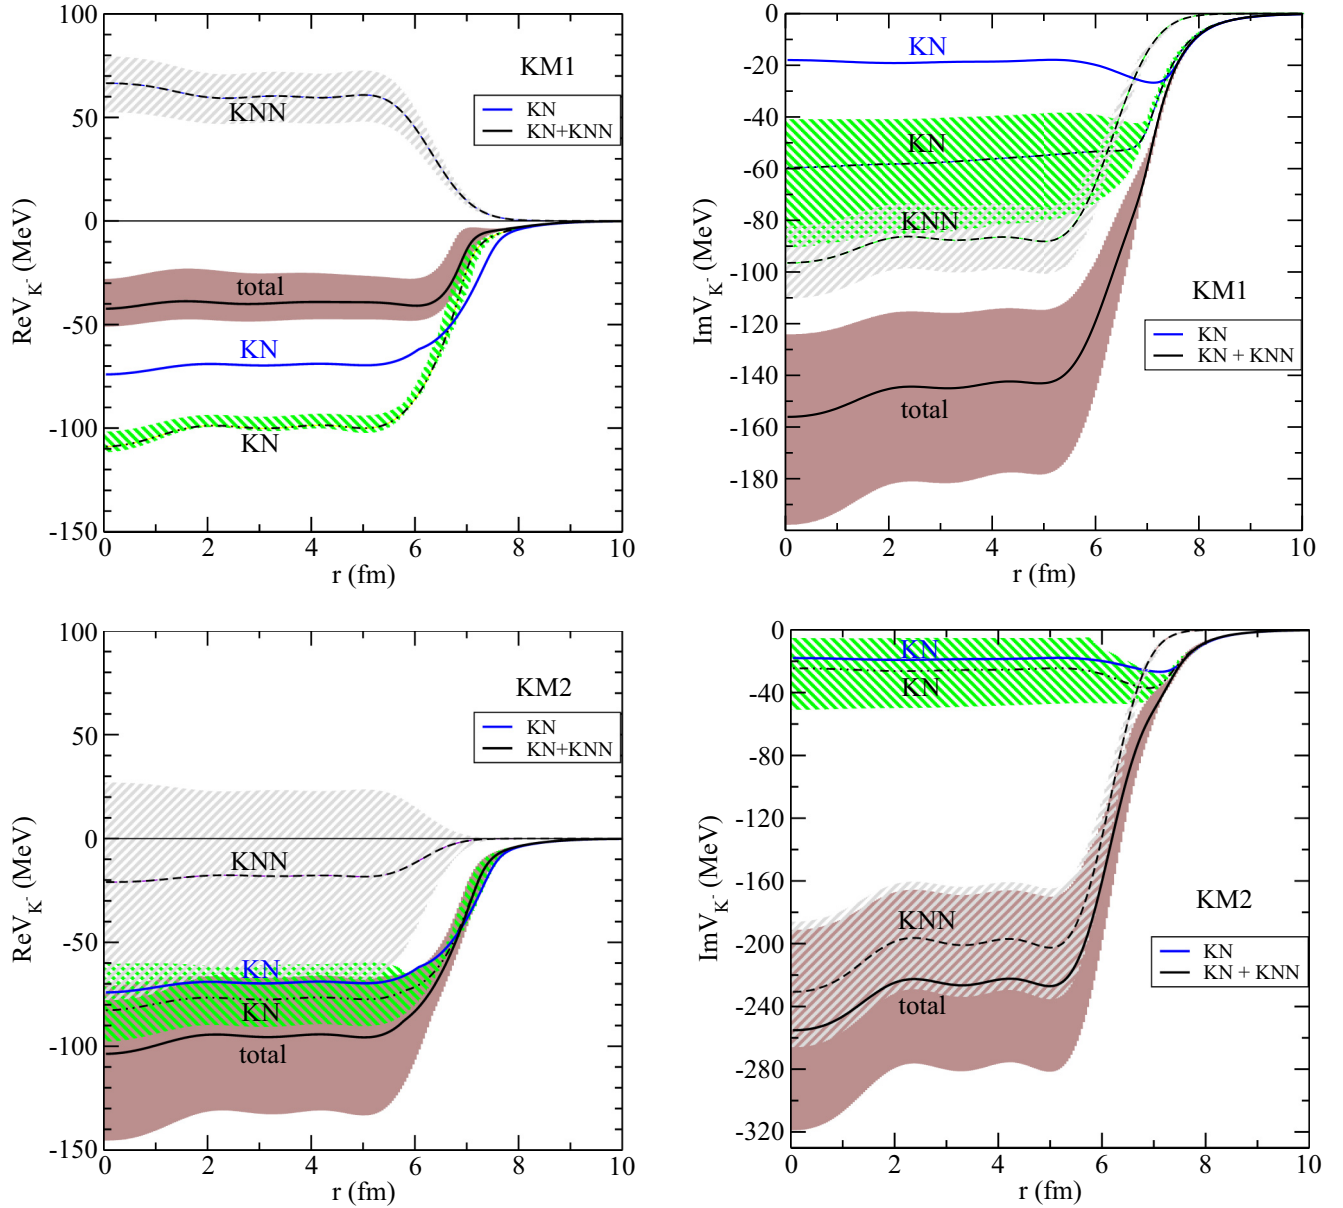 100
50
0
-50
-100
-150
ReV_K⁻ (MeV)
KNN
KM1
KN
KN+KNN
total
KN
KN
0 2 4 6 8 10
r (fm)
0
-20
-40
-60
-80
-100
-120
-140
-160
-180
ImV_K⁻ (MeV)
KN
KN
KNN
KM1
KN
KN + KNN
total
0 2 4 6 8 10
r (fm)
100
50
0
-50
-100
-150
ReV_K⁻ (MeV)
KM2
KN
KN+KNN
KNN
KN
KN
total
0 2 4 6 8 10
r (fm)
0
-40
-80
-120
-160
-200
-240
-280
-320
ImV_K⁻ (MeV)
KN
KN
KNN
KM2
KN
KN + KNN
total
0 2 4 6 8 10
r (fm)